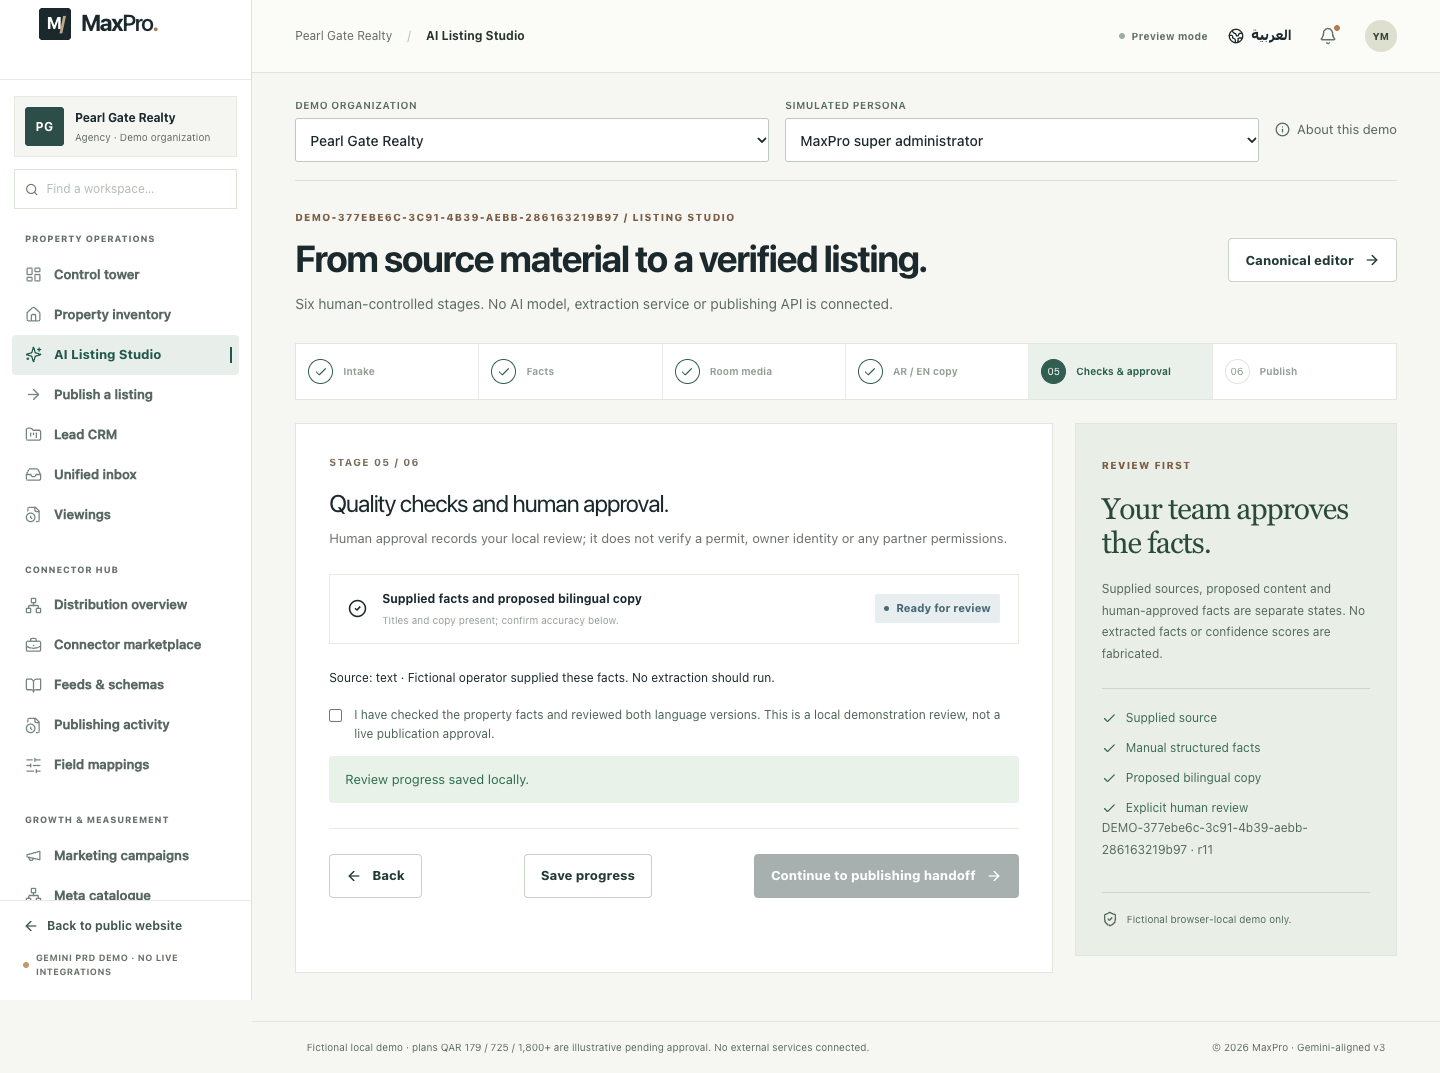 M/ MaxPro.
Pearl Gate Realty / AI Listing Studio
Preview mode
العربية
YM
PG
Pearl Gate Realty
Agency · Demo organization
Find a workspace...
PROPERTY OPERATIONS
Control tower
Property inventory
AI Listing Studio
Publish a listing
Lead CRM
Unified inbox
Viewings
CONNECTOR HUB
Distribution overview
Connector marketplace
Feeds & schemas
Publishing activity
Field mappings
GROWTH & MEASUREMENT
Marketing campaigns
Meta catalogue
Back to public website
GEMINI PRD DEMO · NO LIVE
INTEGRATIONS
DEMO ORGANIZATION
Pearl Gate Realty
SIMULATED PERSONA
MaxPro super administrator
About this demo
DEMO-377EBE6C-3C91-4B39-AEBB-286163219B97 / LISTING STUDIO
From source material to a verified listing.
Six human-controlled stages. No AI model, extraction service or publishing API is connected.
Canonical editor
Intake
Facts
Room media
AR / EN copy
05 Checks & approval
06 Publish
STAGE 05 / 06
Quality checks and human approval.
Human approval records your local review; it does not verify a permit, owner identity or any partner permissions.
Supplied facts and proposed bilingual copy
Titles and copy present; confirm accuracy below.
Ready for review
Source: text · Fictional operator supplied these facts. No extraction should run.
I have checked the property facts and reviewed both language versions. This is a local demonstration review, not a
live publication approval.
Review progress saved locally.
Back
Save progress
Continue to publishing handoff
REVIEW FIRST
Your team approves
the facts.
Supplied sources, proposed content and
human-approved facts are separate states. No
extracted facts or confidence scores are
fabricated.
Supplied source
Manual structured facts
Proposed bilingual copy
Explicit human review
DEMO-377ebe6c-3c91-4b39-aebb-
286163219b97 · r11
Fictional browser-local demo only.
Fictional local demo · plans QAR 179 / 725 / 1,800+ are illustrative pending approval. No external services connected.
© 2026 MaxPro · Gemini-aligned v3